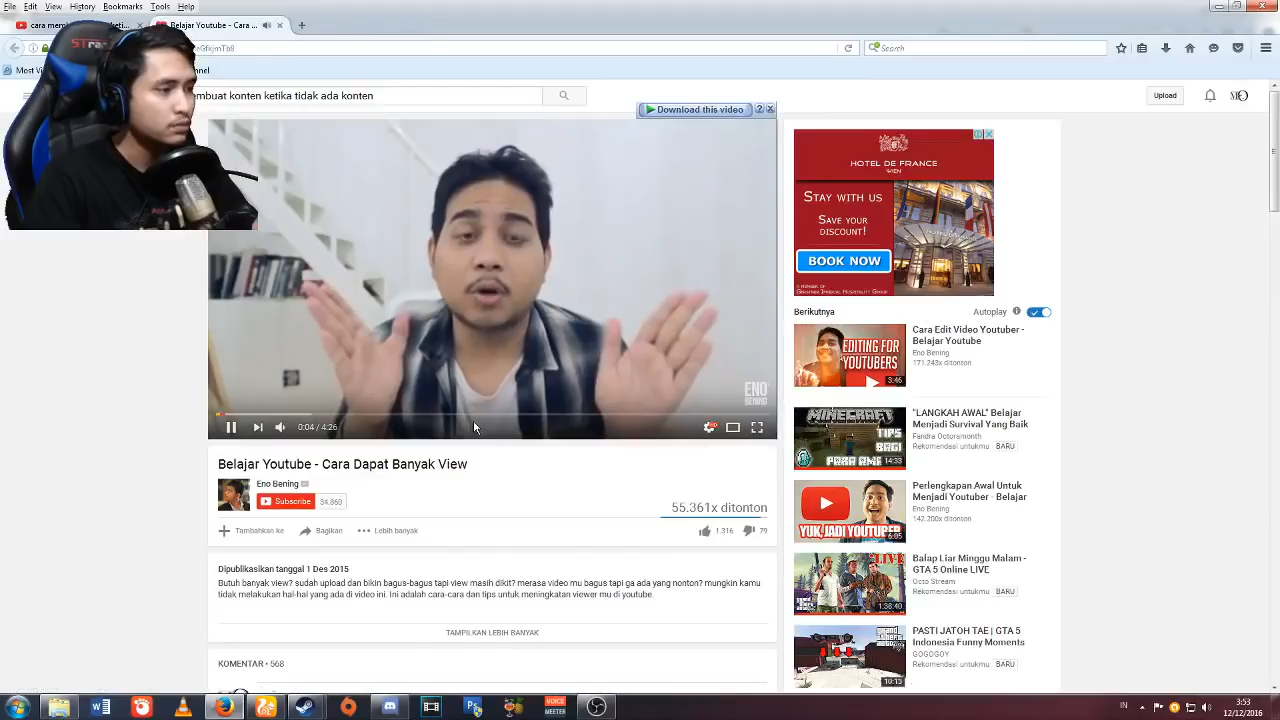 File Edit View History Bookmarks Tools Help
Belajar Youtube - Cara
eGfkjmTb8
Search
Most Vi
nnel
mbuat konten ketika tidak ada konten
Upload
Download this video
STra
HOTEL DE FRANCE
WIEN
STAY WITH US
SAVE YOUR
DISCOUNT!
BOOK NOW
ENO
BENING
0:04 / 4:26
Belajar Youtube - Cara Dapat Banyak View
Eno Bening
Subscribe 34.860
55.361x ditonton
Tambahkan ke Bagikan Lebih banyak
1.316 79
Dipublikasikan tanggal 1 Des 2015
Butuh banyak view? sudah upload dan bikin bagus-bagus tapi view masih dikit? merasa video mu bagus tapi ga ada yang nonton? mungkin kamu
tidak melakukan hal-hal yang ada di video ini. Ini adalah cara-cara dan tips untuk meningkatan viewer mu di youtube.
TAMPILKAN LEBIH BANYAK
KOMENTAR • 568
Berikutnya Autoplay
EDITING FOR
YOUTUBERS
3:46
Cara Edit Video Youtuber -
Belajar Youtube
Eno Bening
171.243x ditonton
MINECRAFT
TIPS
14:33
"LANGKAH AWAL" Belajar
Menjadi Survival Yang Baik
Fandra Octoramonth
Rekomendasi untukmu BARU
YUK, JADI YOUTUBER
6:05
Perlengkapan Awal Untuk
Menjadi Youtuber - Belajar
Eno Bening
142.200x ditonton
LIVE
1:38:40
Balap Liar Minggu Malam -
GTA 5 Online LIVE
Octo Stream
Rekomendasi untukmu BARU
10:13
PASTI JATOH TAE | GTA 5
Indonesia Funny Moments
GOGOGOY
Rekomendasi untukmu BARU
VOICE
MEETER
IN
3:53
12/12/2016